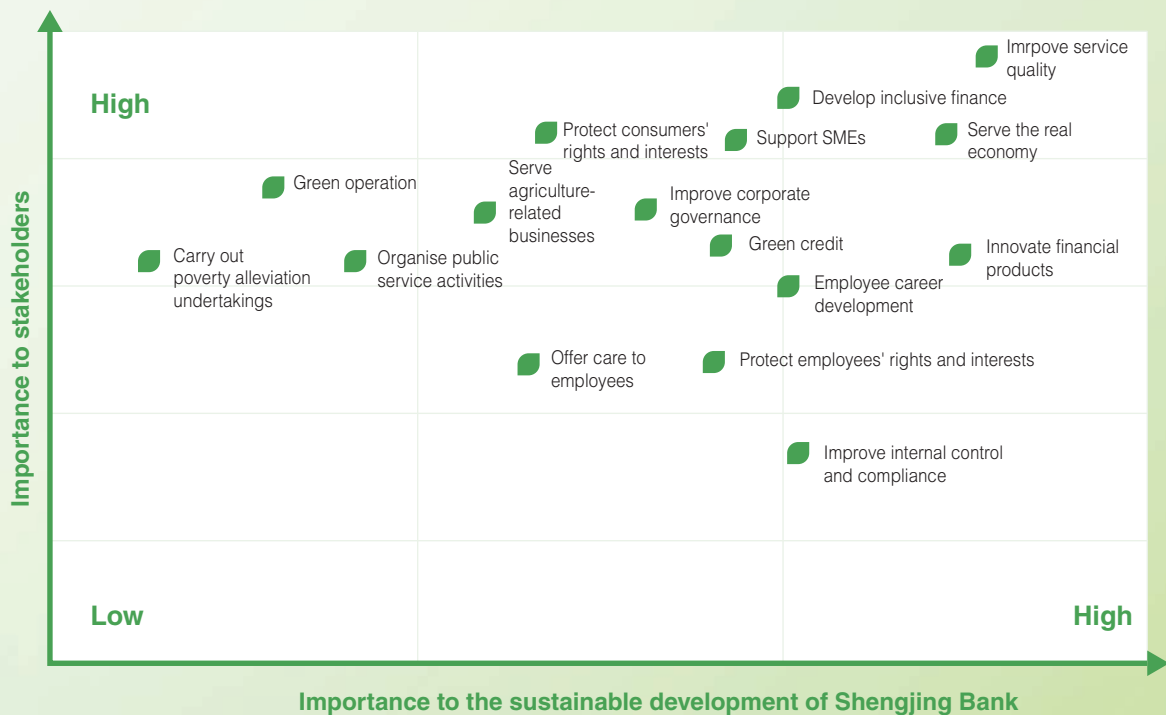 Imrpove service
quality
High
Develop inclusive finance
Protect consumers'
rights and interests
Support SMEs
Serve the real
economy
Green operation
Serve
agriculture-
related
businesses
Improve corporate
governance
Carry out
poverty alleviation
undertakings
Organise public
service activities
Green credit
Innovate financial
products
Employee career
development
Offer care to
employees
Protect employees' rights and interests
Improve internal control
and compliance
Importance to stakeholders
Low
High
Importance to the sustainable development of Shengjing Bank